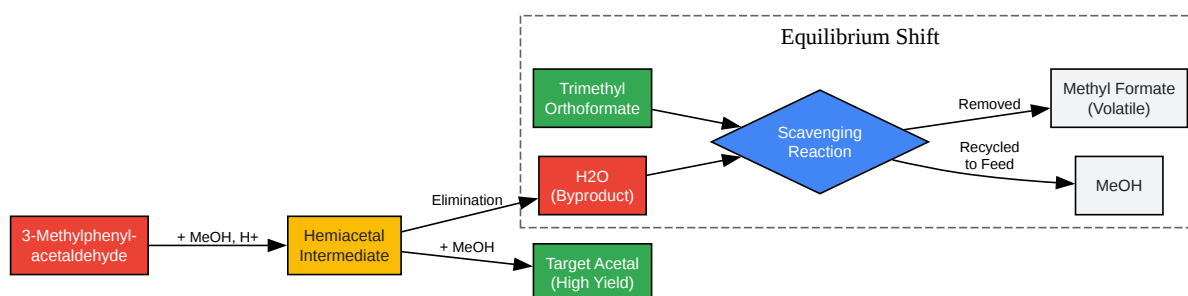 Equilibrium Shift
Trimethyl
Orthoformate
Scavenging
Reaction
Removed
Methyl Formate
(Volatile)
Recycled
to Feed
MeOH
H2O
(Byproduct)
Elimination
3-Methylphenyl-
acetaldehyde
+ MeOH, H+
Hemiacetal
Intermediate
+ MeOH
Target Acetal
(High Yield)